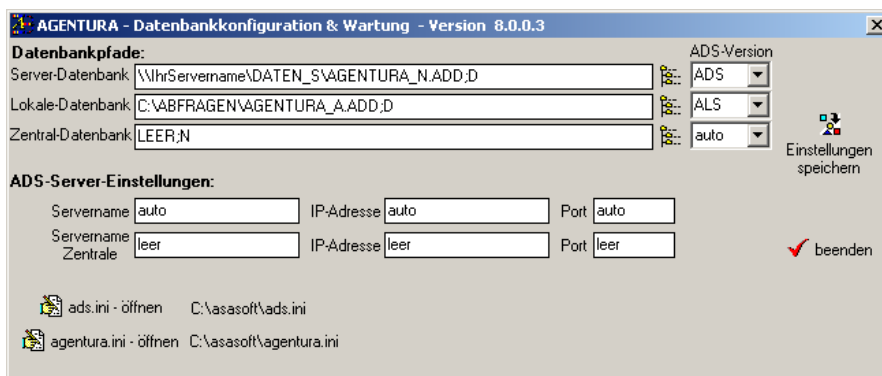 AGENTURA - Datenbankkonfiguration & Wartung - Version 8.0.0.3
Datenbankpfade:
ADS-Version
Server-Datenbank \\IhrServername\DATEN_S\AGENTURA_N.ADD;D ADS
Lokale-Datenbank C:\ABFRAGEN\AGENTURA_A.ADD;D ALS
Zentral-Datenbank LEER;N auto
Einstellungen
speichern
ADS-Server-Einstellungen:
Servername auto IP-Adresse auto Port auto
Servername
Zentrale leer IP-Adresse leer Port leer
beenden
ads.ini - öffnen C:\asasoft\ads.ini
agentura.ini - öffnen C:\asasoft\agentura.ini